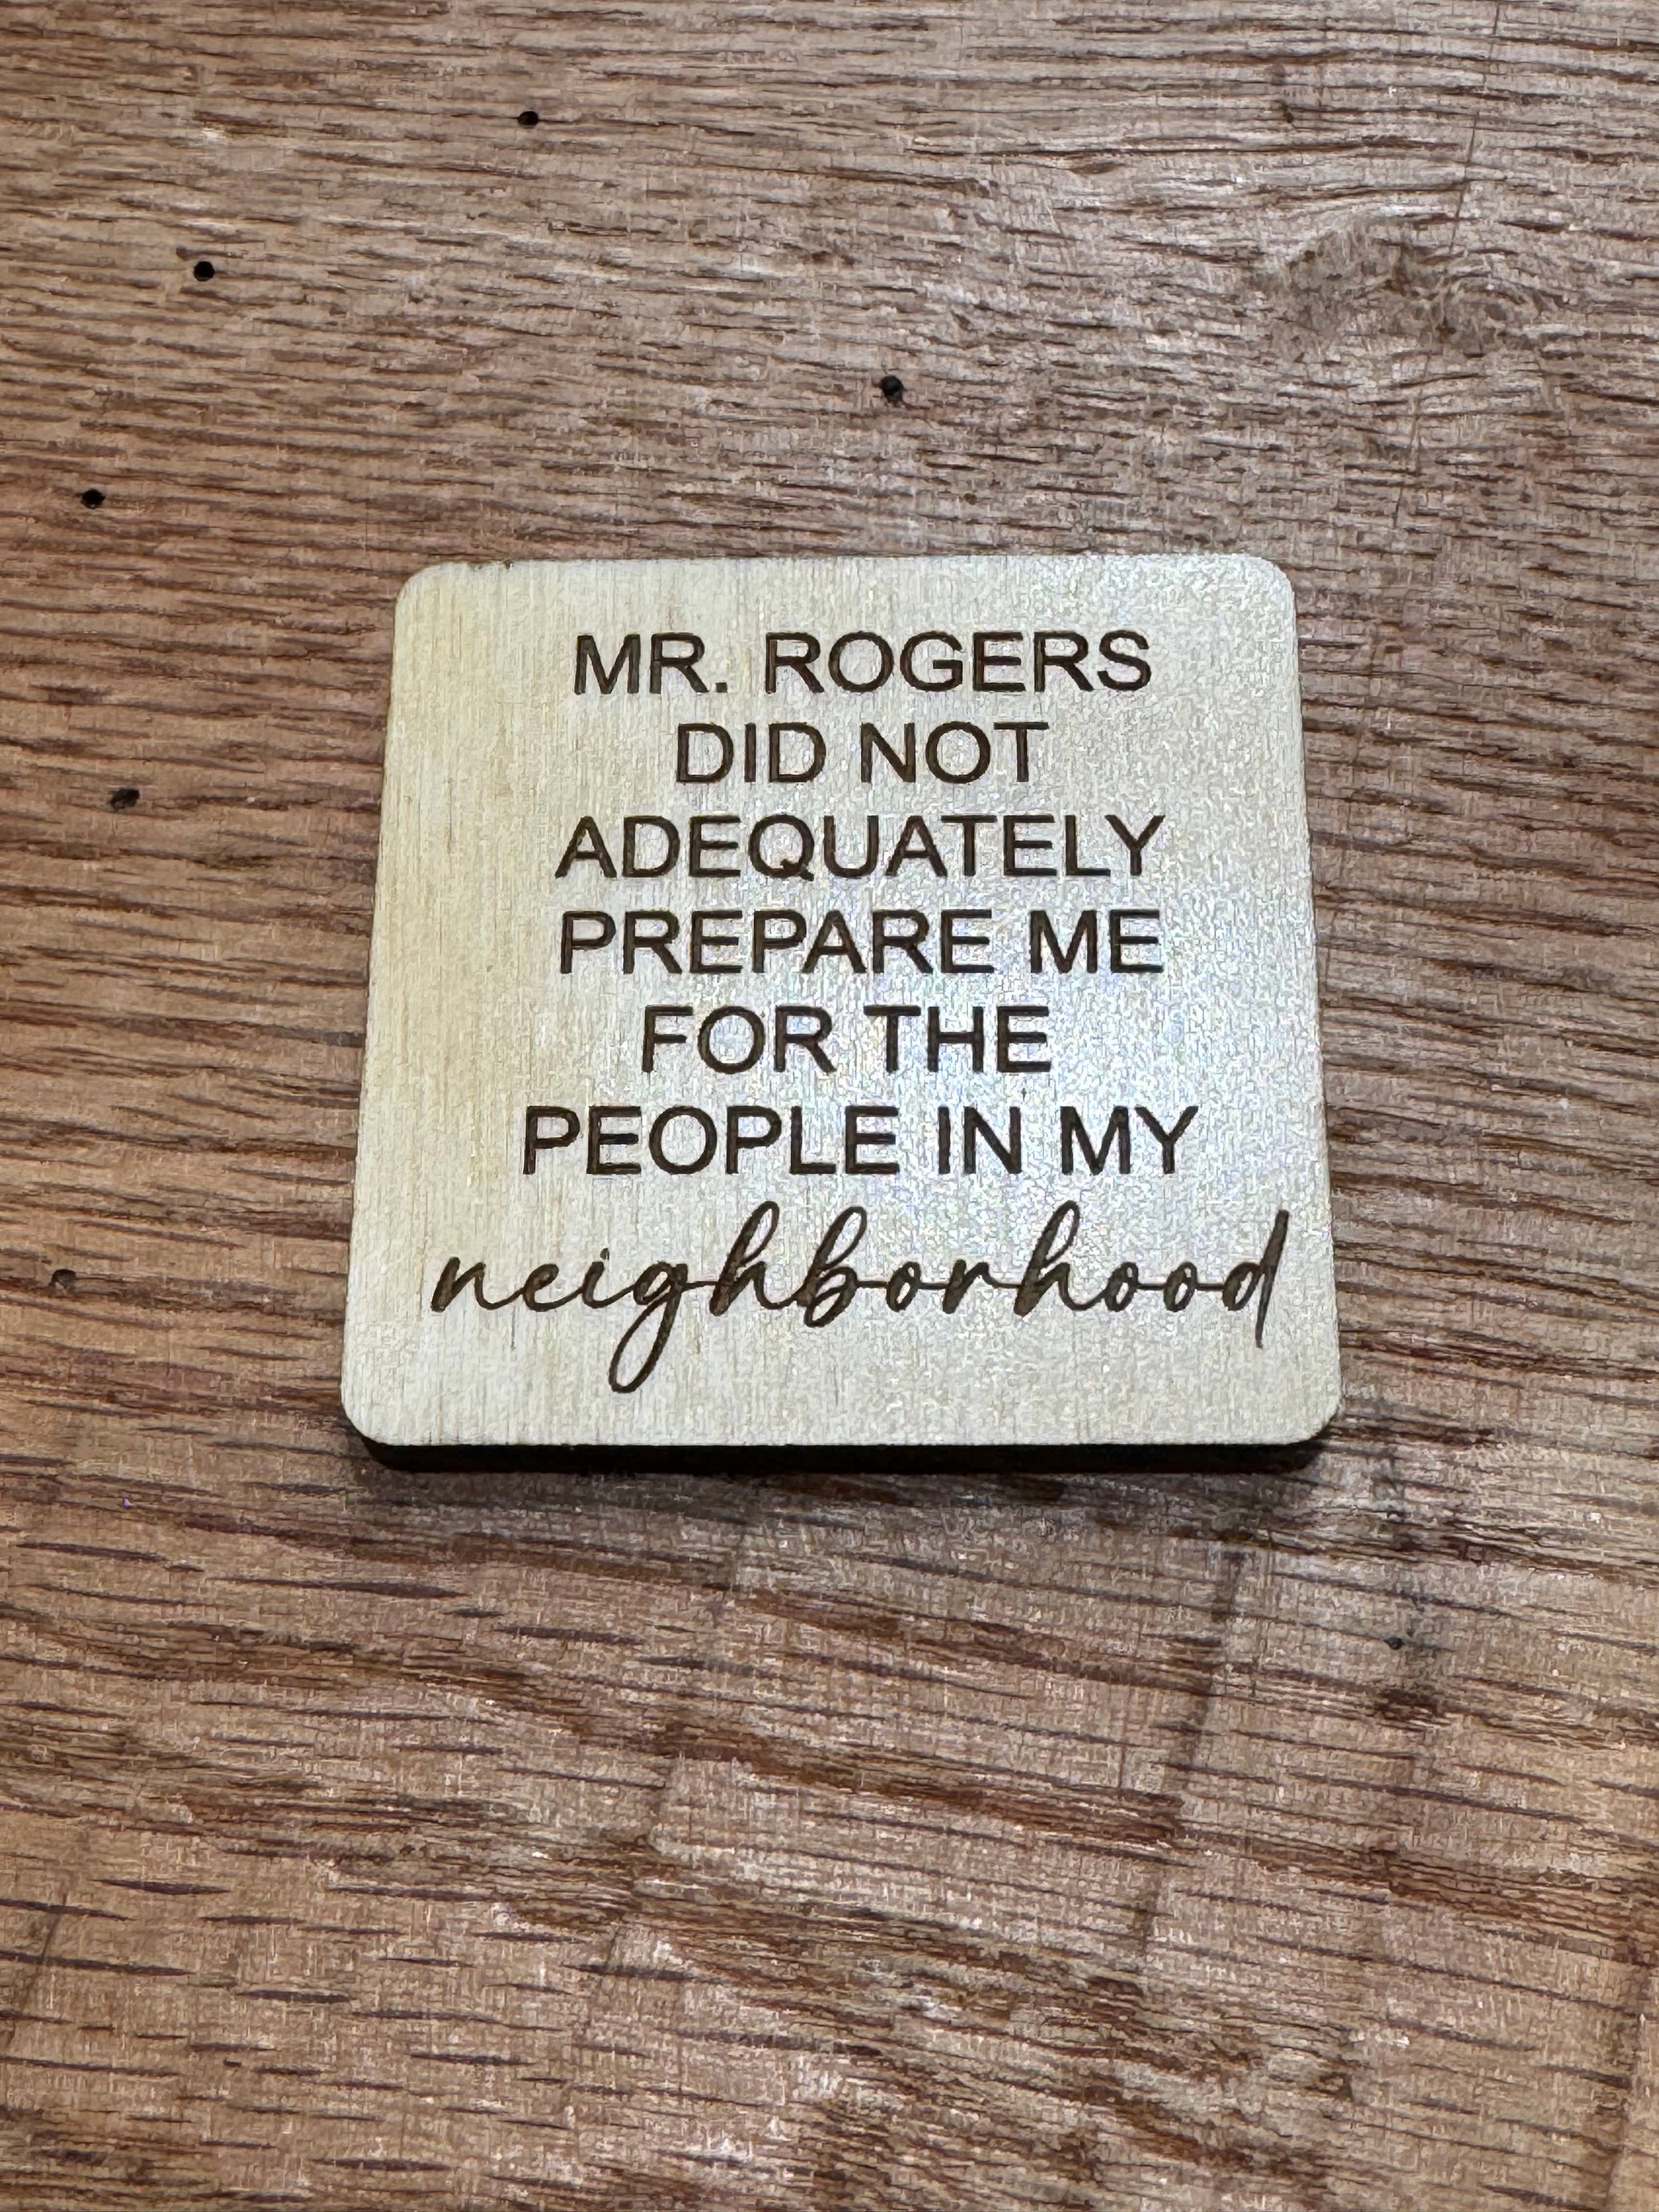 MR. ROGERS
DID NOT
ADEQUATELY
PREPARE ME
FOR THE
PEOPLE IN MY
neighborhood